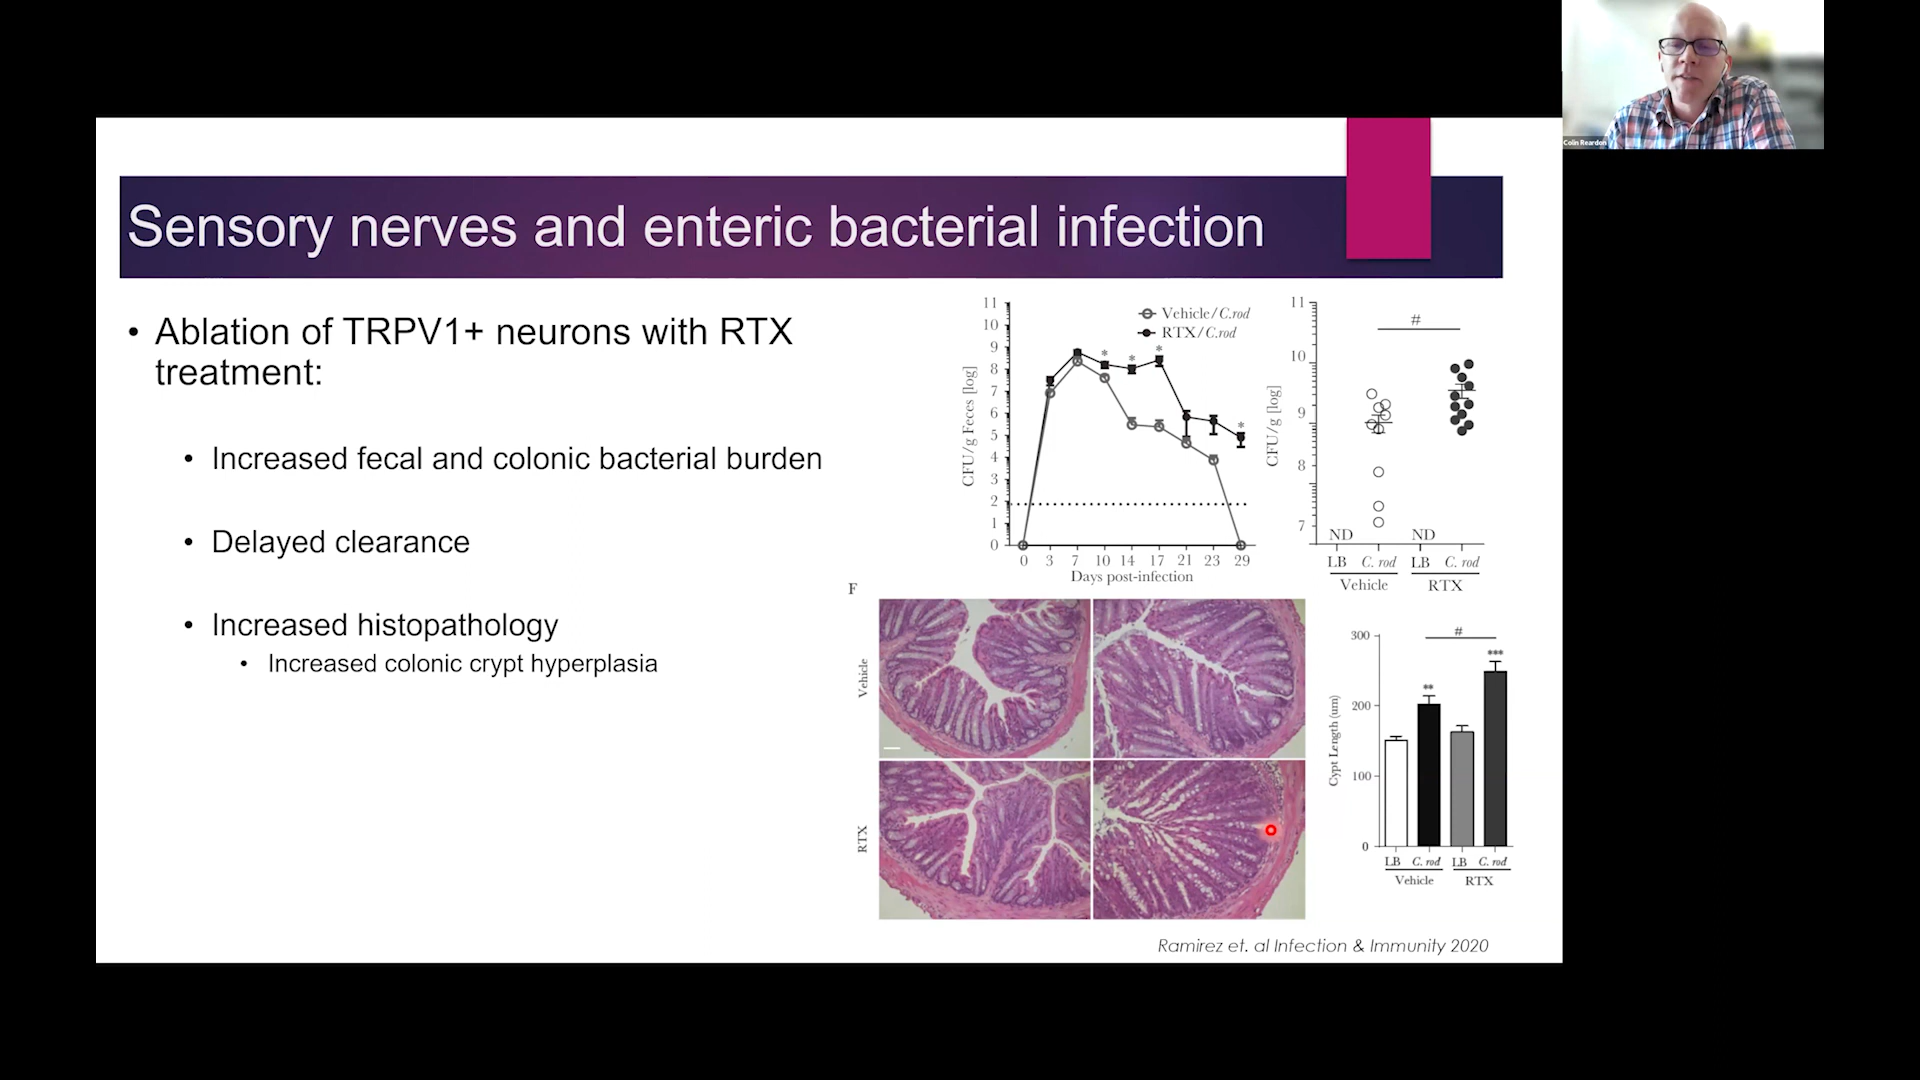 Colin Reardon
Sensory nerves and enteric bacterial infection
• Ablation of TRPV1+ neurons with RTX
treatment:
• Increased fecal and colonic bacterial burden
• Delayed clearance
• Increased histopathology
• Increased colonic crypt hyperplasia
11
10
9
8
7
6
5
4
3
2
1
0
CFU/g Feces [log]
Vehicle/C.rod
RTX/C.rod
* * * *
0 3 7 10 14 17 21 23 29
Days post-infection
11
10
9
8
7
CFU/g [log]
#
ND ND
LB C. rod LB C. rod
Vehicle RTX
F
Vehicle
RTX
300
200
100
0
Cypt Length (um)
#
**
***
LB C. rod LB C. rod
Vehicle RTX
Ramirez et. al Infection & Immunity 2020